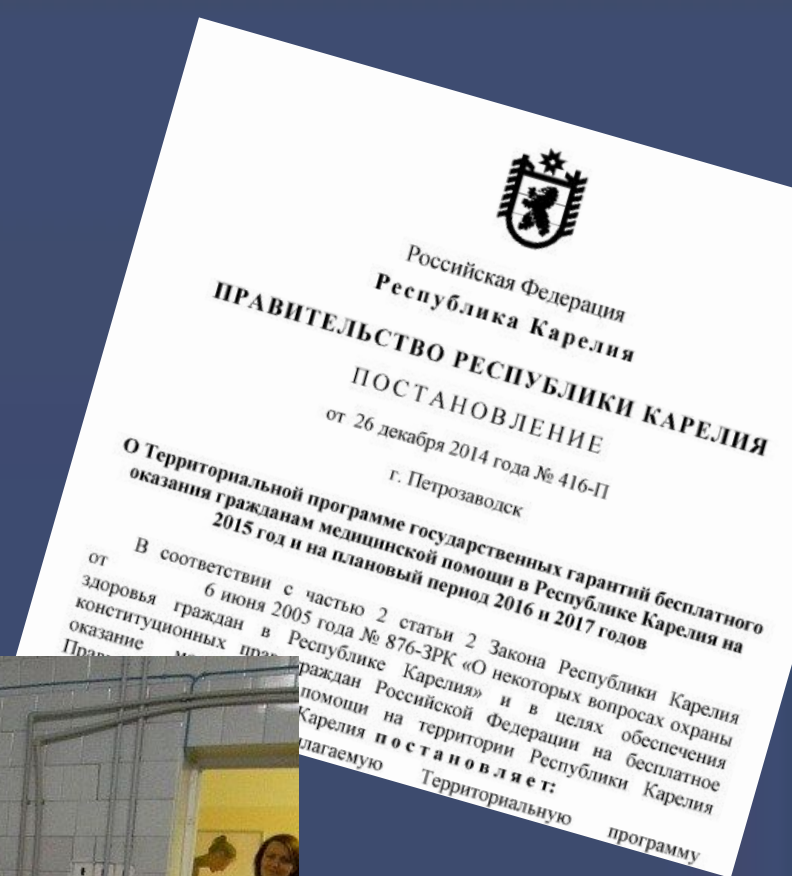 Российская Федерация
Республика Карелия
ПРАВИТЕЛЬСТВО РЕСПУБЛИКИ КАРЕЛИЯ
ПОСТАНОВЛЕНИЕ
от 26 декабря 2014 года № 416-П
г. Петрозаводск
О Территориальной программе государственных гарантий бесплатного
оказания гражданам медицинской помощи в Республике Карелия на
2015 год и на плановый период 2016 и 2017 годов
В соответствии с частью 2 статьи 2 Закона Республики Карелия
от 6 июня 2005 года № 876-ЗРК «О некоторых вопросах охраны
здоровья граждан в Республике Карелия» и в целях обеспечения
конституционных граждан Российской Федерации на бесплатное
оказание помощи на территории Республики Карелия
Карелия постановляет:
Территориальную программу